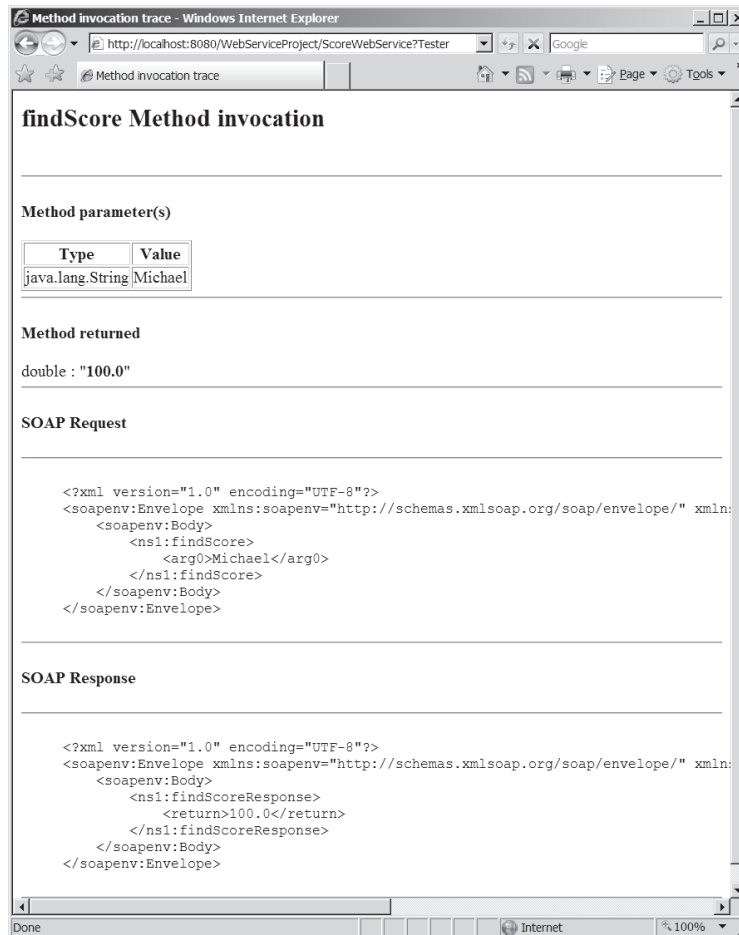 Method invocation trace - Windows Internet Explorer
http://localhost:8080/WebServiceProject/ScoreWebService?Tester
Google
Method invocation trace
Page
Tools
findScore Method invocation
Method parameter(s)
Type Value
java.lang.String Michael
Method returned
double : "100.0"
SOAP Request
<?xml version="1.0" encoding="UTF-8"?>
<soapenv:Envelope xmlns:soapenv="http://schemas.xmlsoap.org/soap/envelope/" xmln
<soapenv:Body>
<ns1:findScore>
<arg0>Michael</arg0>
</ns1:findScore>
</soapenv:Body>
</soapenv:Envelope>
SOAP Response
<?xml version="1.0" encoding="UTF-8"?>
<soapenv:Envelope xmlns:soapenv="http://schemas.xmlsoap.org/soap/envelope/" xmln
<soapenv:Body>
<ns1:findScoreResponse>
<return>100.0</return>
</ns1:findScoreResponse>
</soapenv:Body>
</soapenv:Envelope>
Done
Internet
100%